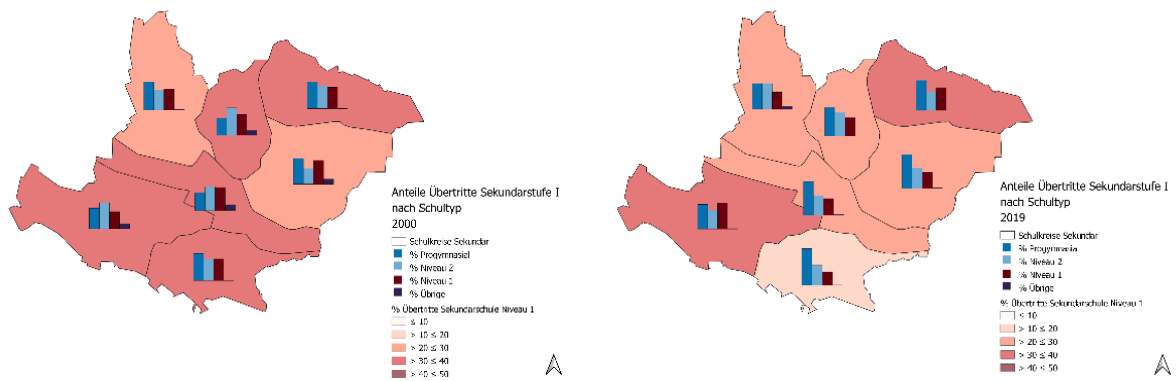 Anteile Übertritte Sekundarstufe I
nach Schultyp
2000
Schulkreise Sekundar
% Progymnasial
% Niveau 2
% Niveau 1
% Übrige
% Übertritte Sekundarschule Niveau 1
≤ 10
> 10 ≤ 20
> 20 ≤ 30
> 30 ≤ 40
> 40 ≤ 50
Anteile Übertritte Sekundarstufe I
nach Schultyp
2019
Schulkreise Sekundar
% Progymnasia
% Niveau 2
% Niveau 1
% Übrige
% Übertritte Sekundarschule Niveau 1
≤ 10
> 10 ≤ 20
> 20 ≤ 30
> 30 ≤ 40
> 40 ≤ 50